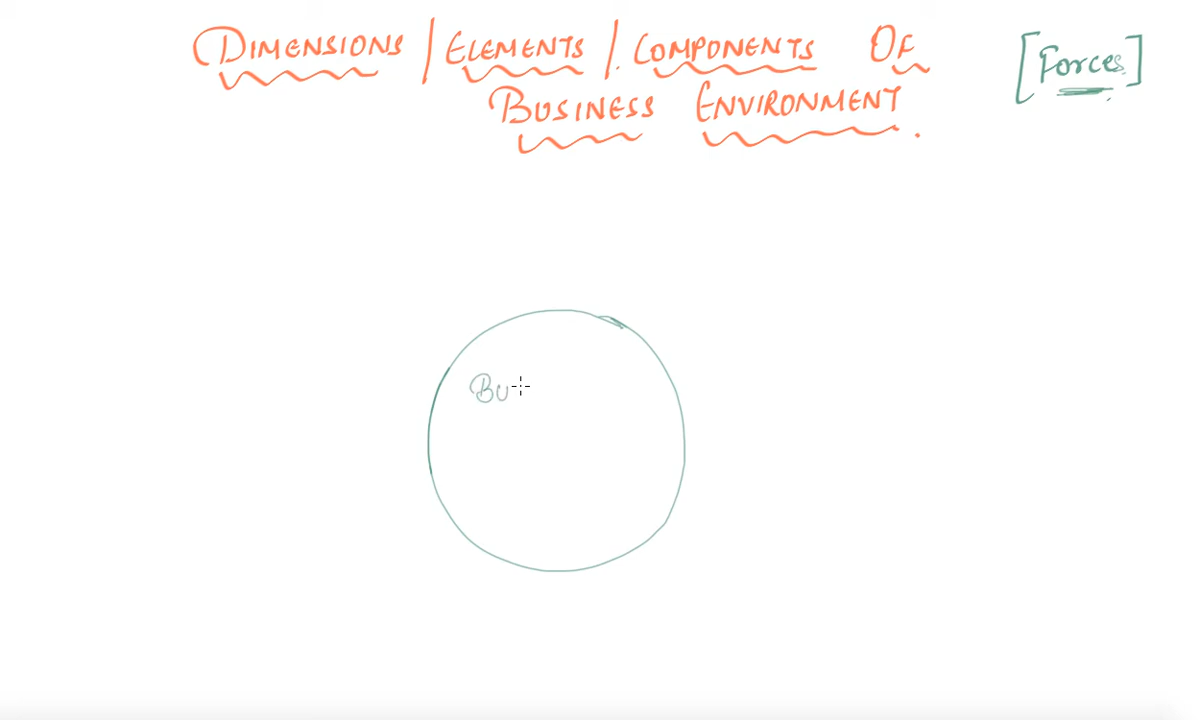 DIMENSIONS / ELEMENTS / COMPONENTS OF
[Forces]
BUSINESS ENVIRONMENT.
Bu